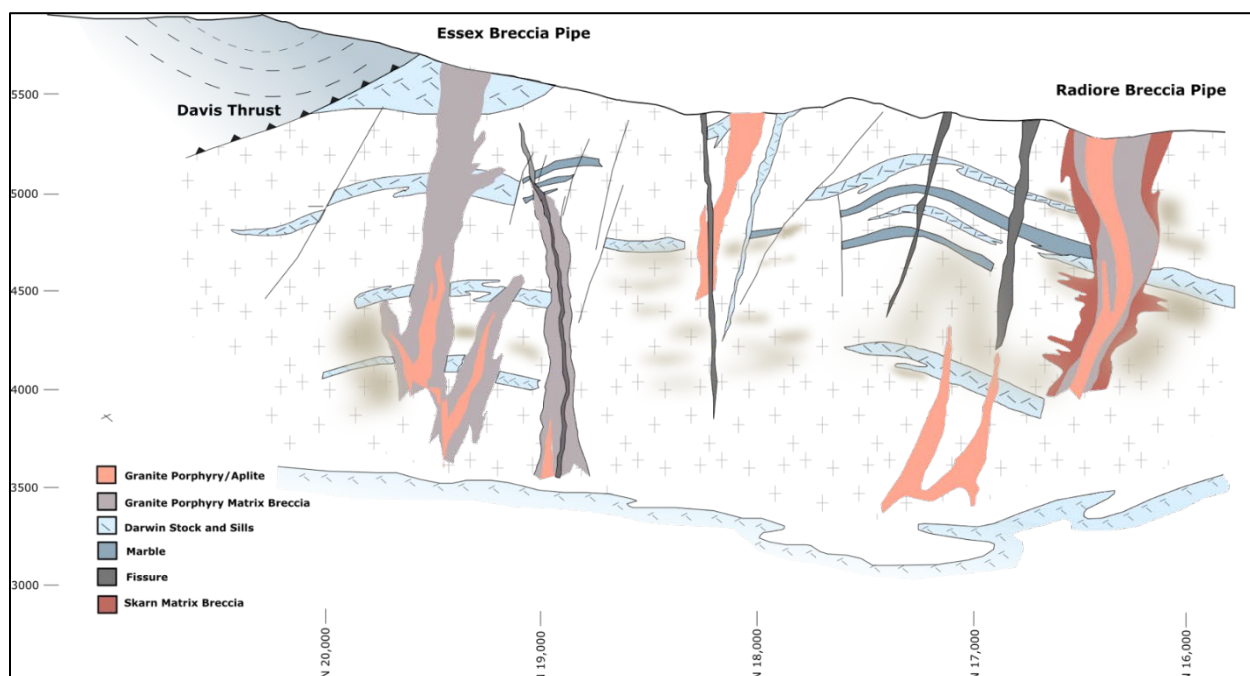 Essex Breccia Pipe
Davis Thrust
Radiore Breccia Pipe
5500
5000
4500
4000
3500
3000
Granite Porphyry/Aplite
Granite Porphyry Matrix Breccia
Darwin Stock and Sills
Marble
Fissure
Skarn Matrix Breccia
N 20,000
N 19,000
N 18,000
N 17,000
N 16,000